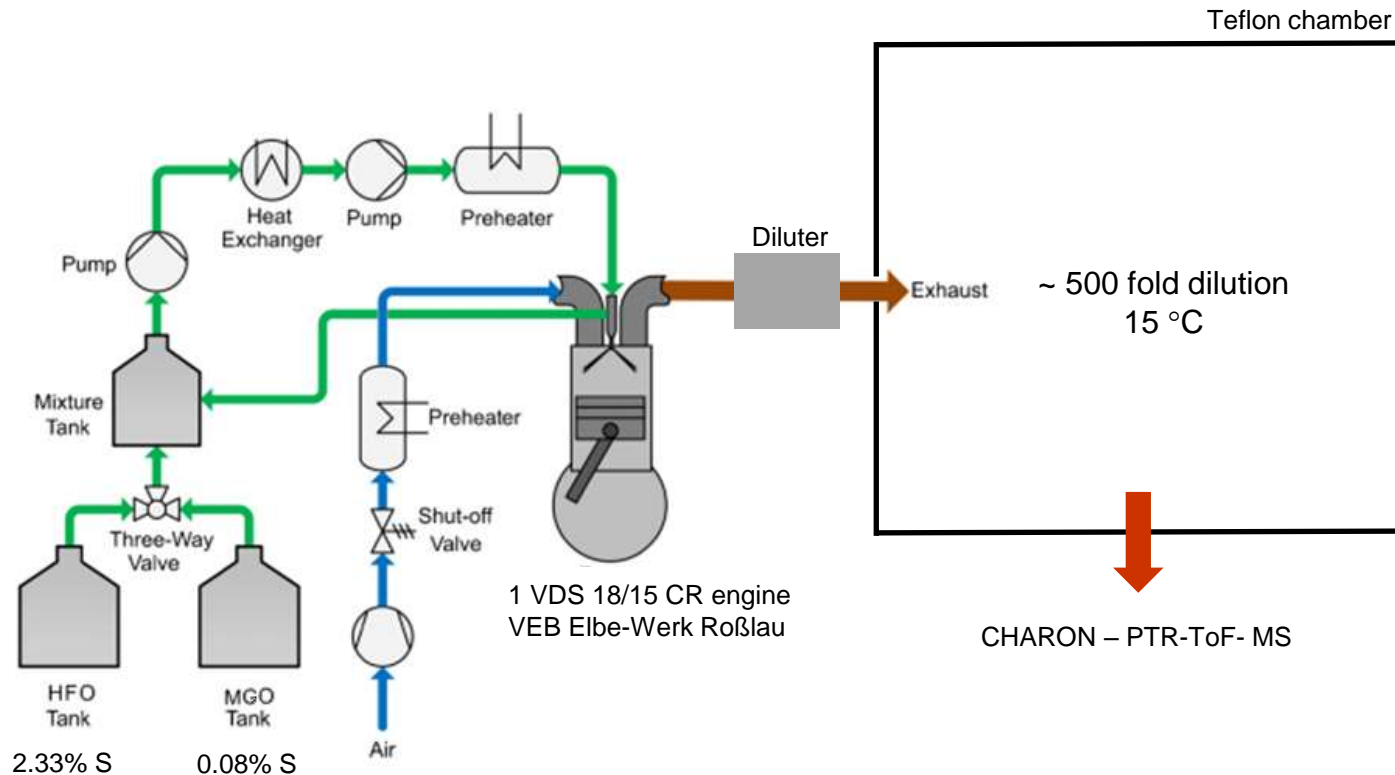 Teflon chamber
Heat
Exchanger
Pump
Preheater
Pump
Diluter
Exhaust
~ 500 fold dilution
15 °C
Mixture
Tank
Preheater
Three-Way
Valve
Shut-off
Valve
1 VDS 18/15 CR engine
VEB Elbe-Werk Roßlau
CHARON – PTR-ToF- MS
HFO
Tank
MGO
Tank
Air
2.33% S
0.08% S